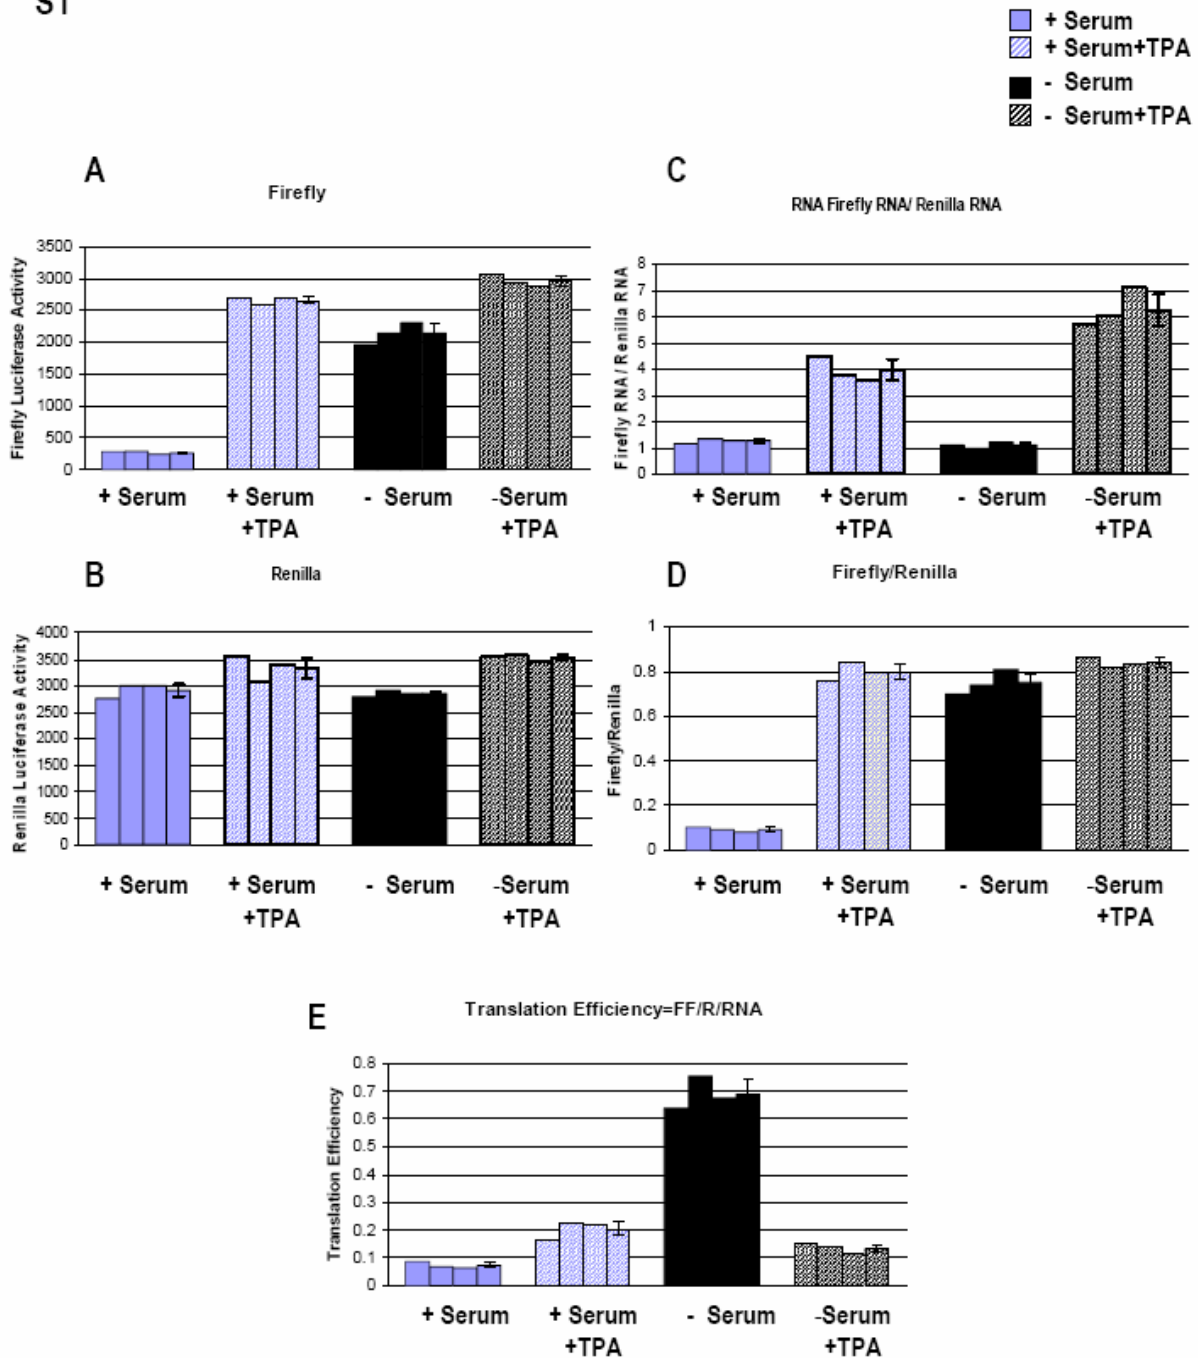 S1
+ Serum
+ Serum+TPA
- Serum
- Serum+TPA
A
Firefly
Firefly Luciferase Activity
3500
3000
2500
2000
1500
1000
500
0
+ Serum
+ Serum
+TPA
- Serum
-Serum
+TPA
C
RNA Firefly RNA/ Renilla RNA
Firefly RNA / Renilla RNA
8
7
6
5
4
3
2
1
0
+ Serum
+ Serum
+TPA
- Serum
-Serum
+TPA
B
Renilla
Renilla Luciferase Activity
4000
3500
3000
2500
2000
1500
1000
500
0
+ Serum
+ Serum
+TPA
- Serum
-Serum
+TPA
D
Firefly/Renilla
Firefly/Renilla
1
0.8
0.6
0.4
0.2
0
+ Serum
+ Serum
+TPA
- Serum
-Serum
+TPA
E
Translation Efficiency=FF/R/RNA
Translation Efficiency
0.8
0.7
0.6
0.5
0.4
0.3
0.2
0.1
0
+ Serum
+ Serum
+TPA
- Serum
-Serum
+TPA